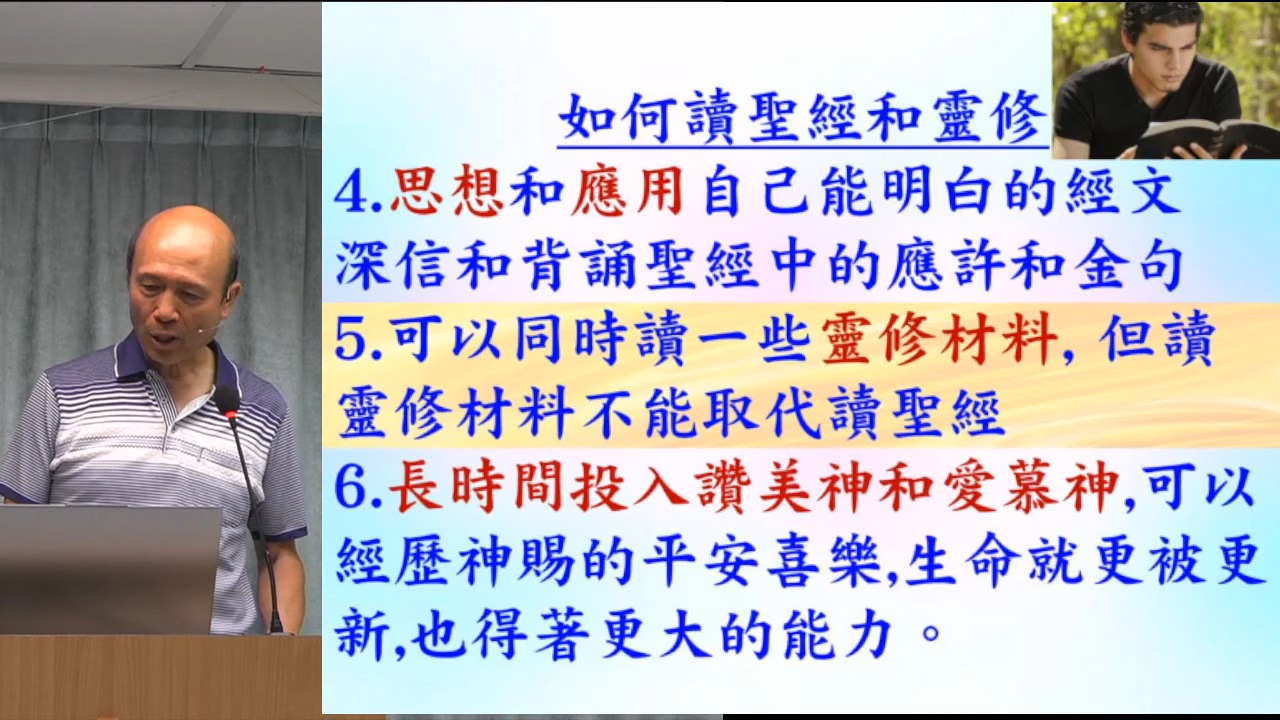 如何讀聖經和靈修
4.思想和應用自己能明白的經文
深信和背誦聖經中的應許和金句
5.可以同時讀一些靈修材料, 但讀
靈修材料不能取代讀聖經
6.長時間投入讚美神和愛慕神,可以
經歷神賜的平安喜樂,生命就更被更
新,也得著更大的能力。